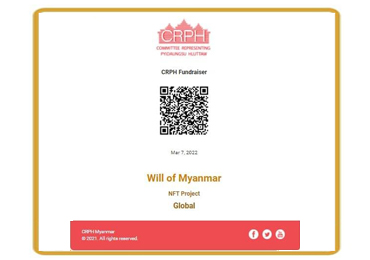 CRPH
COMMITTEE REPRESENTING
PYIDAUNGSU HLUTTAW
CRPH Fundraiser
Mar 7, 2022
Will of Myanmar
NFT Project
Global
CRPH Myanmar
© 2021. All rights reserved.